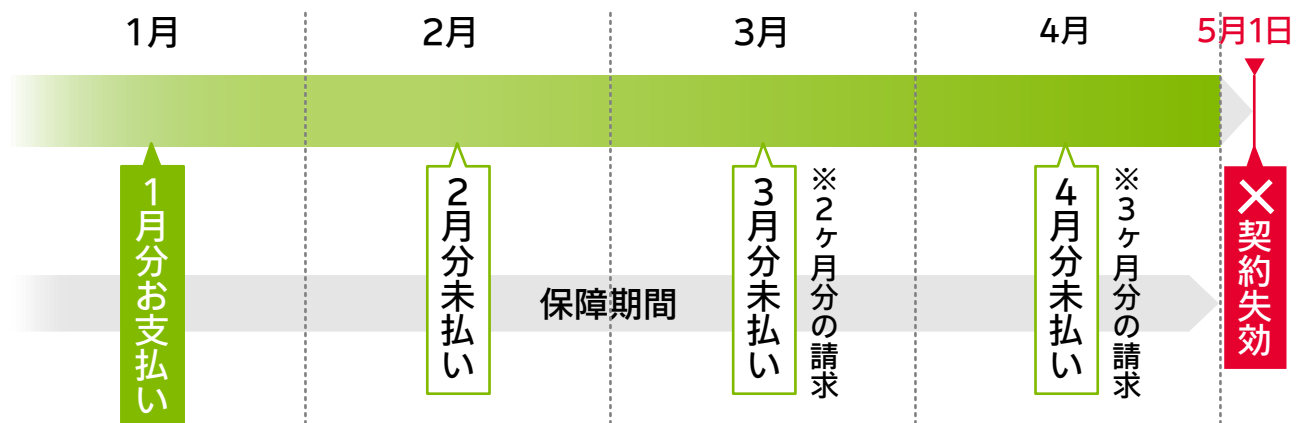 1月
2月
3月
4月
5月1日
1月分お支払い
2月分未払い
3月分未払い
※2ヶ月分の請求
4月分未払い
※3ヶ月分の請求
×契約失効
保障期間